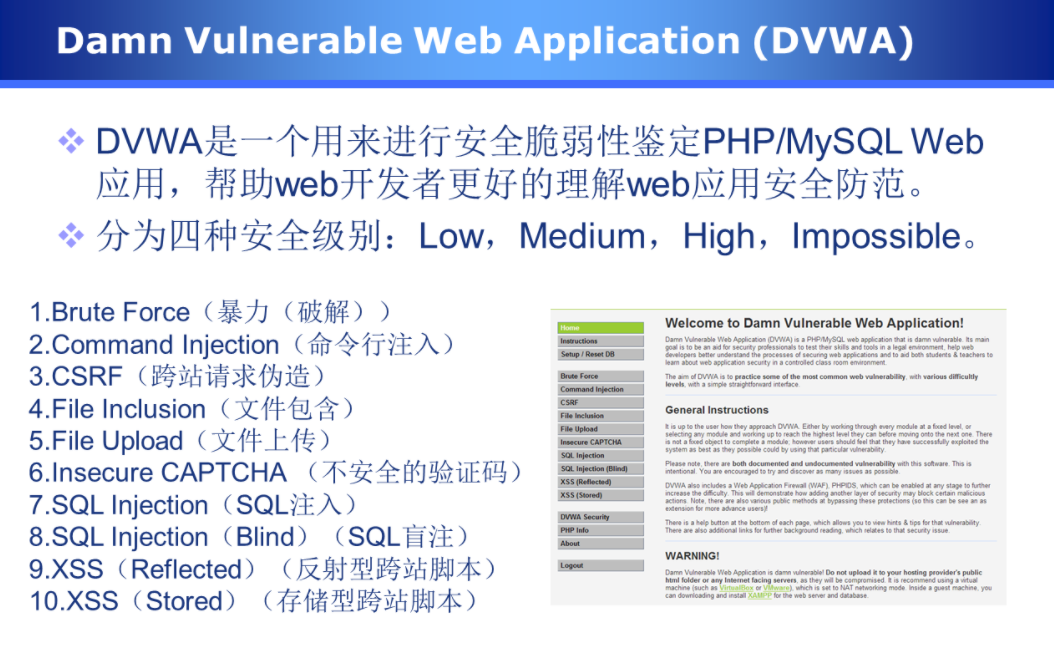 Damn Vulnerable Web Application (DVWA)
DVWA是一个用来进行安全脆弱性鉴定PHP/MySQL Web
应用，帮助web开发者更好的理解web应用安全防范。
分为四种安全级别：Low，Medium，High，Impossible。
1.Brute Force（暴力（破解））
2.Command Injection（命令行注入）
3.CSRF（跨站请求伪造）
4.File Inclusion（文件包含）
5.File Upload（文件上传）
6.Insecure CAPTCHA （不安全的验证码）
7.SQL Injection（SQL注入）
8.SQL Injection（Blind）（SQL盲注）
9.XSS（Reflected）（反射型跨站脚本）
10.XSS（Stored）（存储型跨站脚本）
Home
Instructions
Setup / Reset DB
Brute Force
Command Injection
CSRF
File Inclusion
File Upload
Insecure CAPTCHA
SQL Injection
SQL Injection (Blind)
XSS (Reflected)
XSS (Stored)
DVWA Security
PHP Info
About
Logout
Welcome to Damn Vulnerable Web Application!
Damn Vulnerable Web Application (DVWA) is a PHP/MySQL web application that is damn vulnerable. Its main
goal is to be an aid for security professionals to test their skills and tools in a legal environment, help web
developers better understand the processes of securing web applications and to aid both students & teachers to
learn about web application security in a controlled class room environment.
The aim of DVWA is to practice some of the most common web vulnerability, with various difficultly
levels, with a simple straightforward interface.
General Instructions
It is up to the user how they approach DVWA. Either by working through every module at a fixed level, or
selecting any module and working up to reach the highest level they can before moving onto the next one. There
is not a fixed object to complete a module; however users should feel that they have successfully exploited the
system as best as they possible could by using that particular vulnerability.
Please note, there are both documented and undocumented vulnerability with this software. This is
intentional. You are encouraged to try and discover as many issues as possible.
DVWA also includes a Web Application Firewall (WAF), PHPIDS, which can be enabled at any stage to further
increase the difficulty. This will demonstrate how adding another layer of security may block certain malicious
actions. Note, there are also various public methods at bypassing these protections (so this can be see an as
extension for more advance users)!
There is a help button at the bottom of each page, which allows you to view hints & tips for that vulnerability.
There are also additional links for further background reading, which relates to that security issue.
WARNING!
Damn Vulnerable Web Application is damn vulnerable! Do not upload it to your hosting provider's public
html folder or any Internet facing servers, as they will be compromised. It is recommend using a virtual
machine (such as VirtualBox or VMware), which is set to NAT networking mode. Inside a guest machine, you
can downloading and install XAMPP for the web server and database.